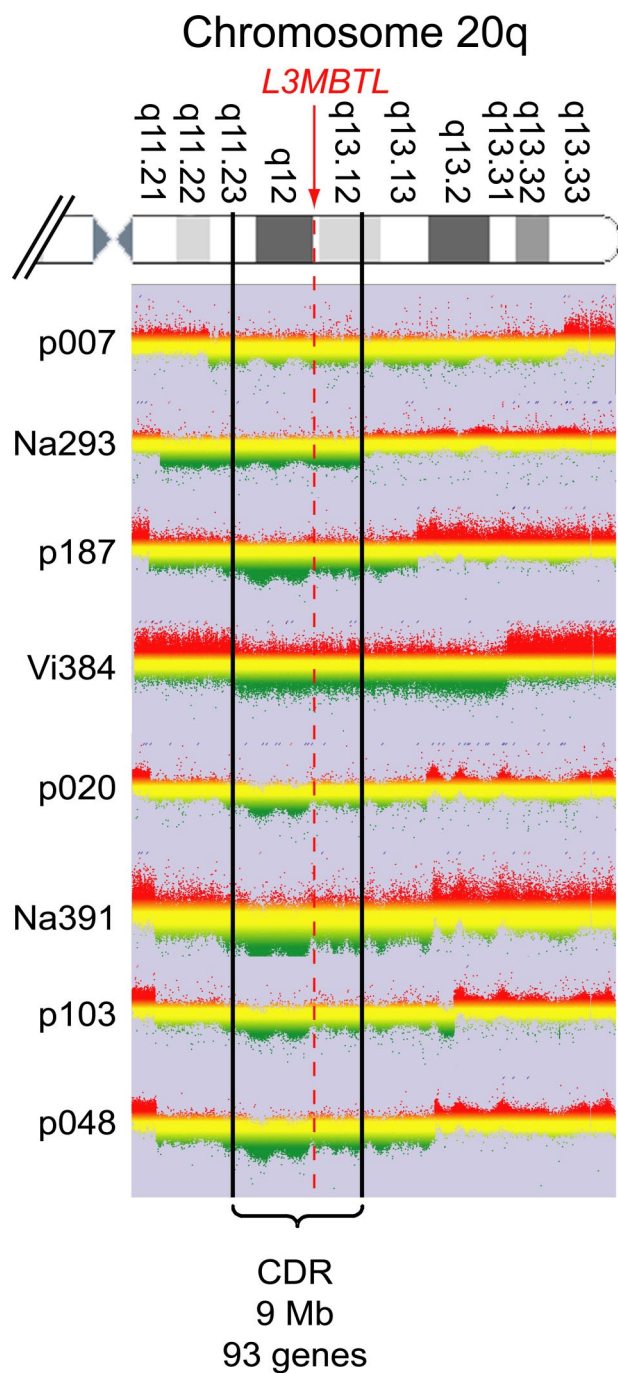 Chromosome 20q
L3MBTL
q11.21
q11.22
q11.23
q12
q13.12
q13.13
q13.2
q13.31
q13.32
q13.33
p007
Na293
p187
Vi384
p020
Na391
p103
p048
CDR
9 Mb
93 genes